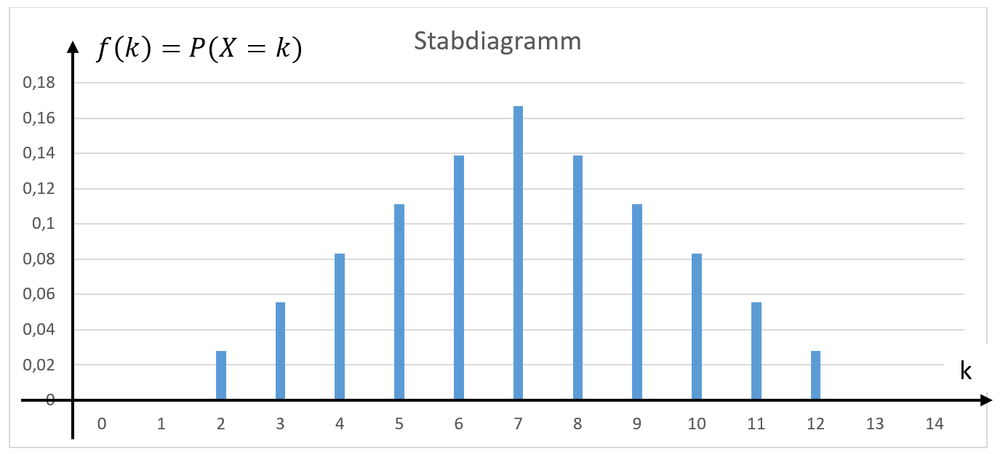 Stabdiagramm
f(k) = P(X = k)
0,18
0,16
0,14
0,12
0,1
0,08
0,06
0,04
0,02
k
0
0 1 2 3 4 5 6 7 8 9 10 11 12 13 14